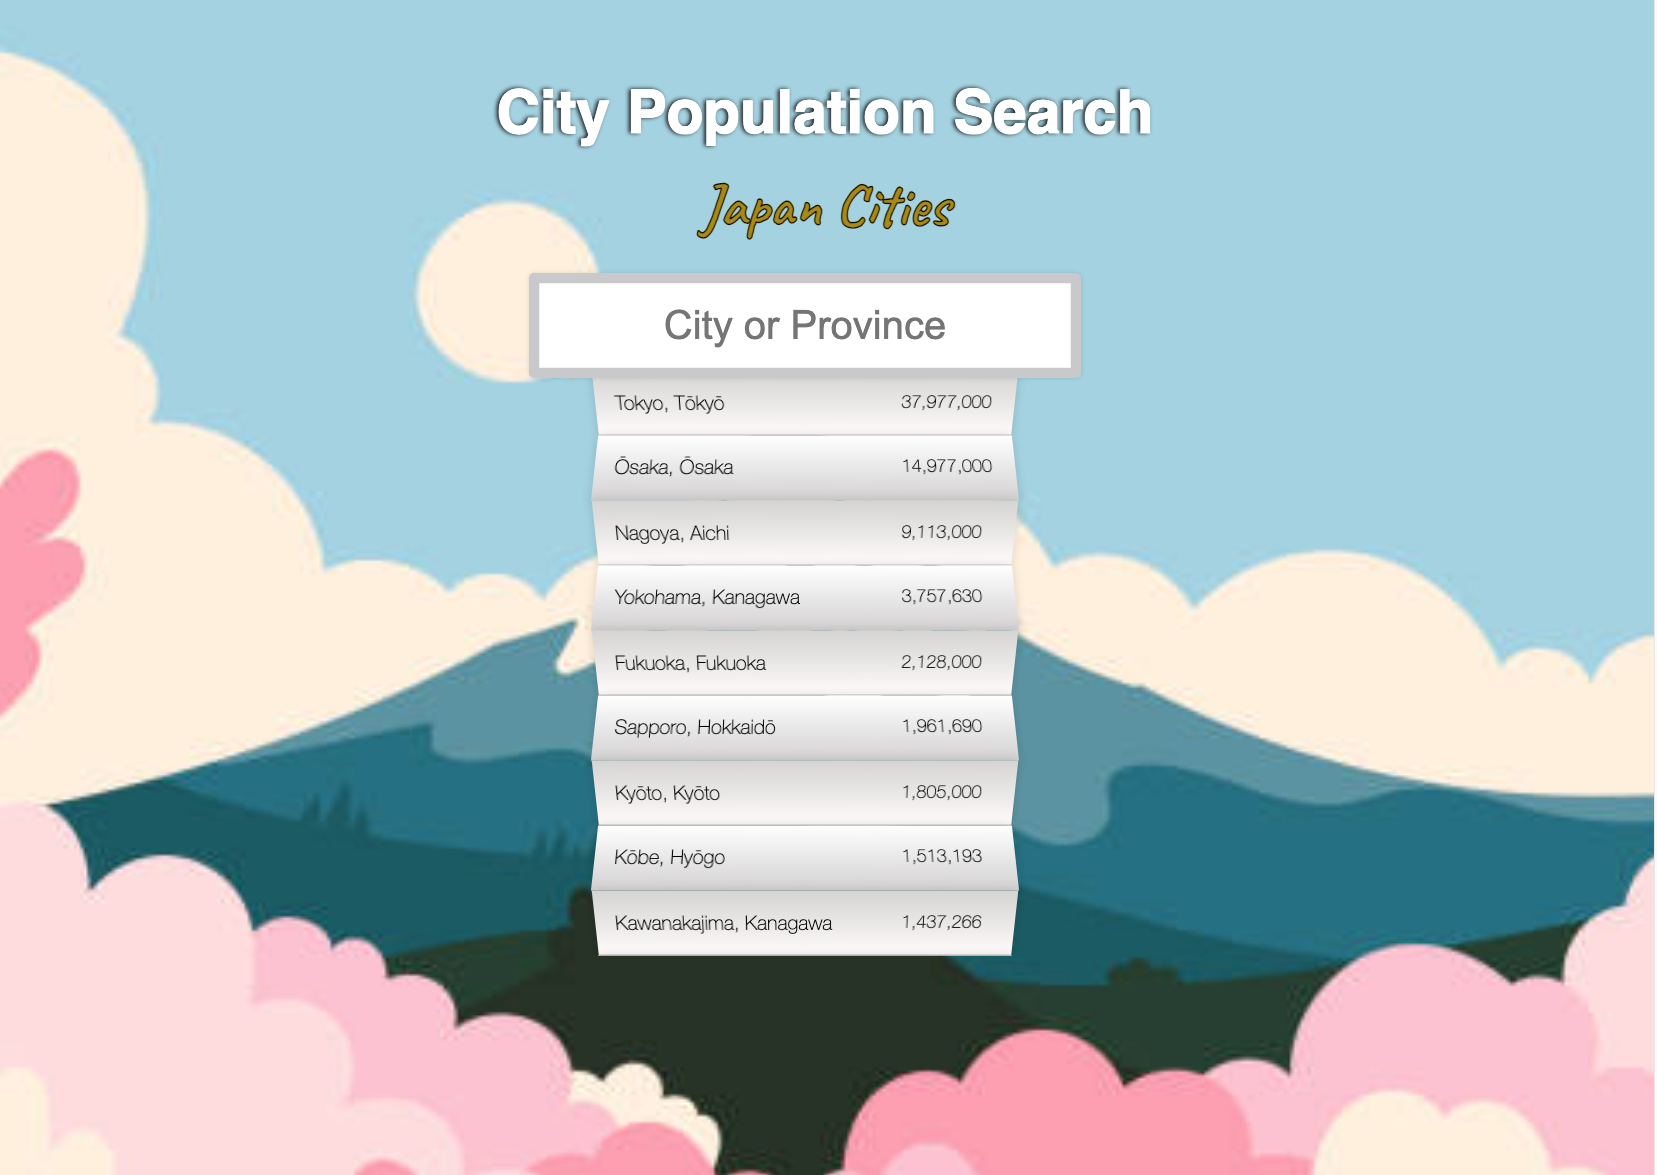 City Population Search
Japan Cities
City or Province
Tokyo, Tōkyō 37,977,000
Ōsaka, Ōsaka 14,977,000
Nagoya, Aichi 9,113,000
Yokohama, Kanagawa 3,757,630
Fukuoka, Fukuoka 2,128,000
Sapporo, Hokkaidō 1,961,690
Kyōto, Kyōto 1,805,000
Kōbe, Hyōgo 1,513,193
Kawanakajima, Kanagawa 1,437,266